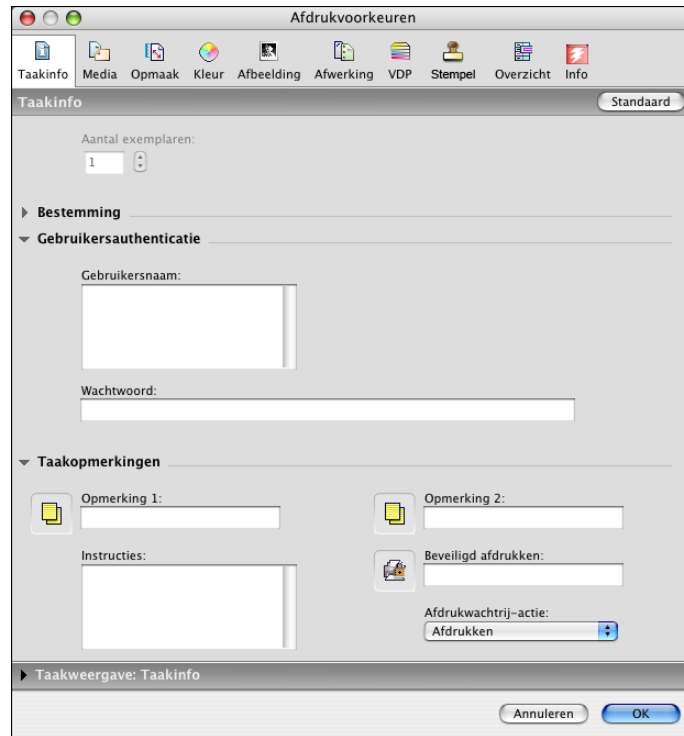 Afdrukvoorkeuren
Taakinfo Media Opmaak Kleur Afbeelding Afwerking VDP Stempel Overzicht Info
Taakinfo Standaard
Aantal exemplaren:
1
Bestemming
Gebruikersauthenticatie
Gebruikersnaam:
Wachtwoord:
Taakopmerkingen
Opmerking 1: Opmerking 2:
Instructies: Beveiligd afdrukken:
Afdrukwachtrij-actie:
Afdrukken
Taakweergave: Taakinfo
Annuleren OK